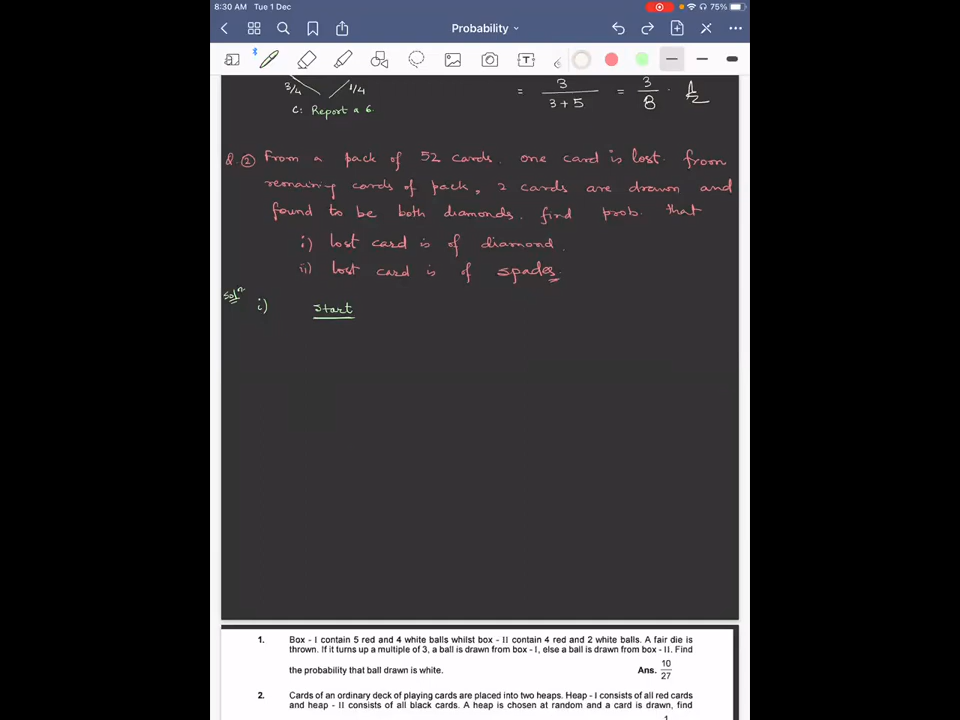 8:30 AM Tue 1 Dec
75%
Probability
3/4 1/4
C: Report a 6.
= 3 / 3 + 5 = 3 / 8 .
Q. ② From a pack of 52 cards. one card is lost. from
remaining cards of pack, 2 cards are drawn and
found to be both diamonds. find prob. that
i) lost card is of diamond.
ii) lost card is of spades.
Solⁿ i) Start
1. Box - I contain 5 red and 4 white balls whilst box - II contain 4 red and 2 white balls. A fair die is
thrown. If it turns up a multiple of 3, a ball is drawn from box - I, else a ball is drawn from box - II. Find
the probability that ball drawn is white. Ans. 10/27
2. Cards of an ordinary deck of playing cards are placed into two heaps. Heap - I consists of all red cards
and heap - II consists of all black cards. A heap is chosen at random and a card is drawn, find
1